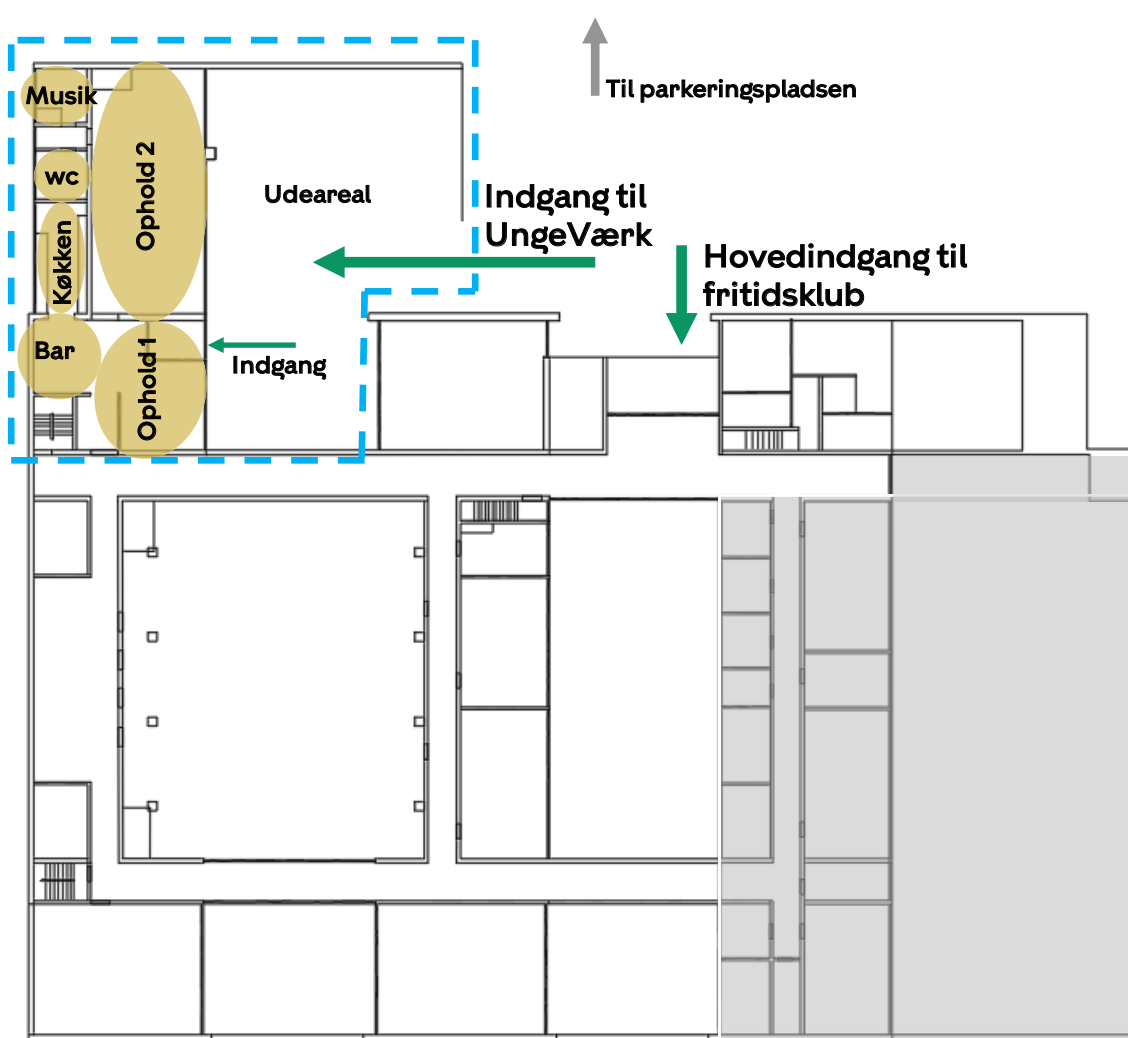 Til parkeringspladsen
Musik
Ophold 2
wc
Udeareal
Indgang til
UngeVærk
Køkken
Hovedindgang til
fritidsklub
Bar
Ophold 1
Indgang